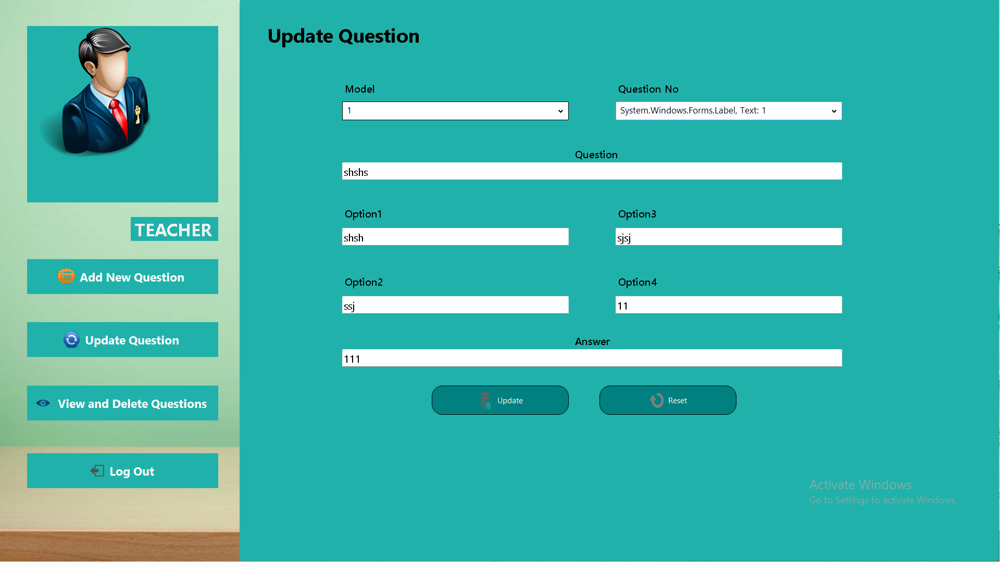 TEACHER
Add New Question
Update Question
View and Delete Questions
Log Out
Update Question
Model
Question No
1
System.Windows.Forms.Label, Text: 1
Question
shshs
Option1
Option3
shsh
sjsj
Option2
Option4
ssj
11
Answer
111
Update
Reset
Activate Windows
Go to Settings to activate Windows.